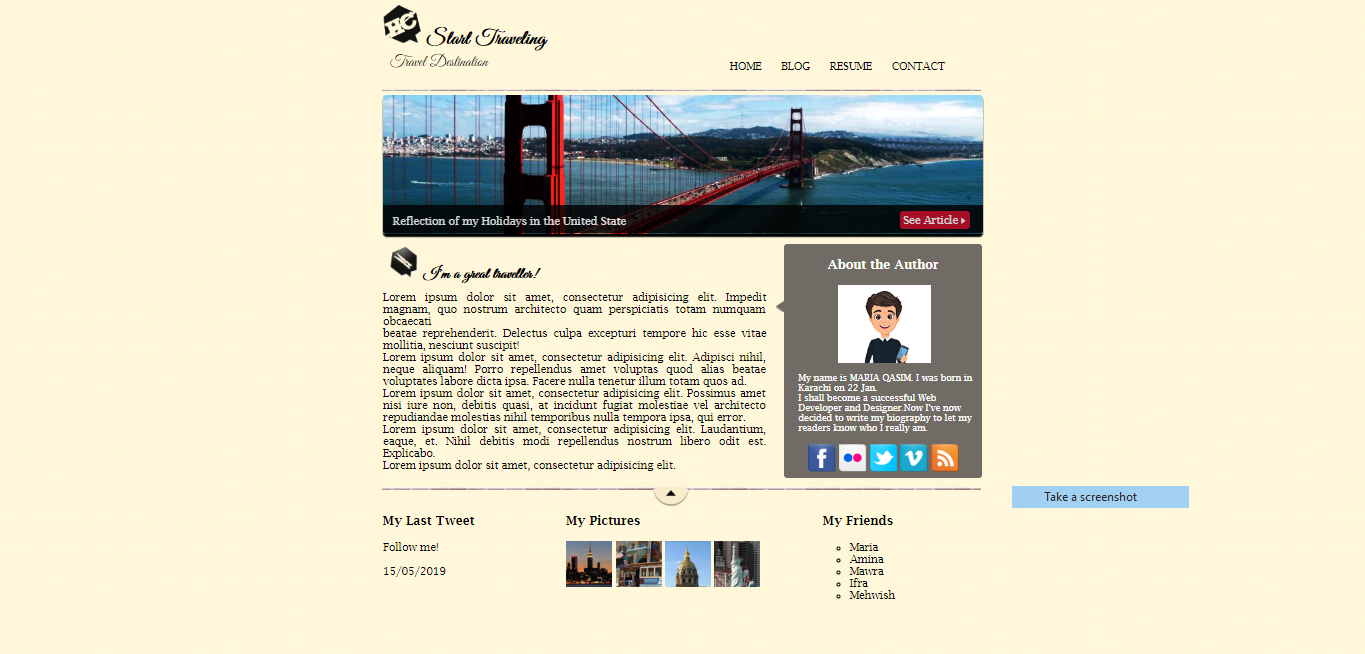 HC
Start Traveling
Travel Destination
HOME BLOG RESUME CONTACT
Reflection of my Holidays in the United State
See Article
I'm a great traveller!
Lorem ipsum dolor sit amet, consectetur adipisicing elit. Impedit
magnam, quo nostrum architecto quam perspiciatis totam numquam
obcaecati
beatae reprehenderit. Delectus culpa excepturi tempore hic esse vitae
mollitia, nesciunt suscipit!
Lorem ipsum dolor sit amet, consectetur adipisicing elit. Adipisci nihil,
neque aliquam! Porro repellendus amet voluptas quod alias beatae
voluptates labore dicta ipsa. Facere nulla tenetur illum totam quos ad.
Lorem ipsum dolor sit amet, consectetur adipisicing elit. Possimus amet
nisi iure non, debitis quasi, at incidunt fugiat molestiae vel architecto
repudiandae molestias nihil temporibus nulla tempora ipsa, qui error.
Lorem ipsum dolor sit amet, consectetur adipisicing elit. Laudantium,
eaque, et. Nihil debitis modi repellendus nostrum libero odit est.
Explicabo.
Lorem ipsum dolor sit amet, consectetur adipisicing elit.
About the Author
My name is MARIA QASIM. I was born in
Karachi on 22 Jan.
I shall become a successful Web
Developer and Designer.Now I've now
decided to write my biography to let my
readers know who I really am.
Take a screenshot
My Last Tweet
Follow me!
15/05/2019
My Pictures
My Friends
Maria
Amina
Mawra
Ifra
Mehwish